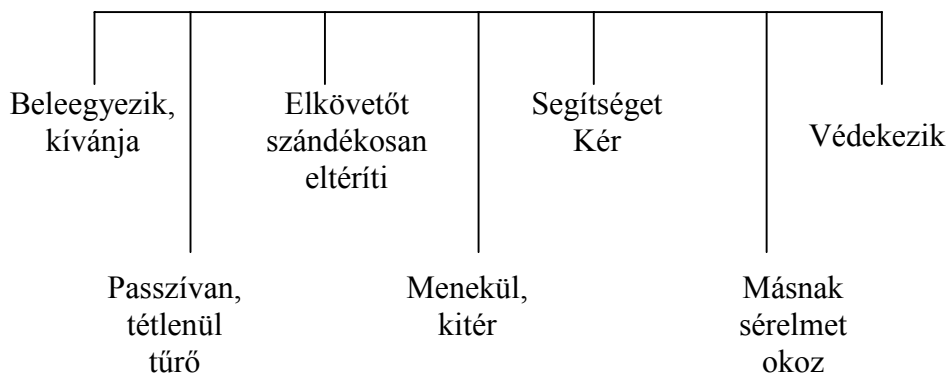 Beleegyezik,
kívánja
Elkövetőt
szándékosan
eltéríti
Segítséget
Kér
Védekezik
Passzívan,
tétlenül
tűrő
Menekül,
kitér
Másnak
sérelmet
okoz